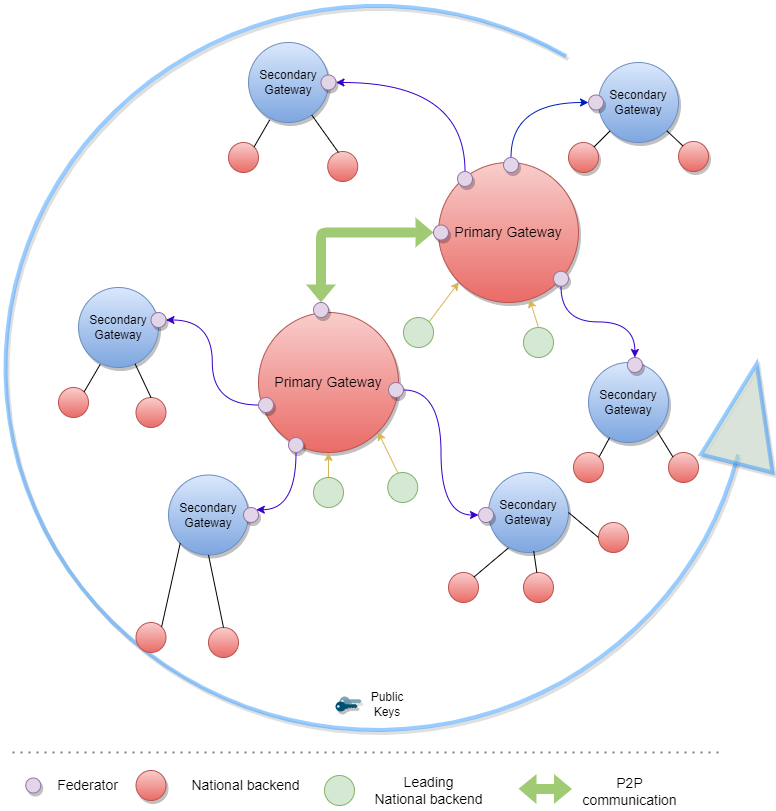 Secondary
Gateway
Secondary
Gateway
Primary Gateway
Secondary
Gateway
Primary Gateway
Secondary
Gateway
Secondary
Gateway
Secondary
Gateway
Public
Keys
Federator
National backend
Leading
National backend
P2P
communication